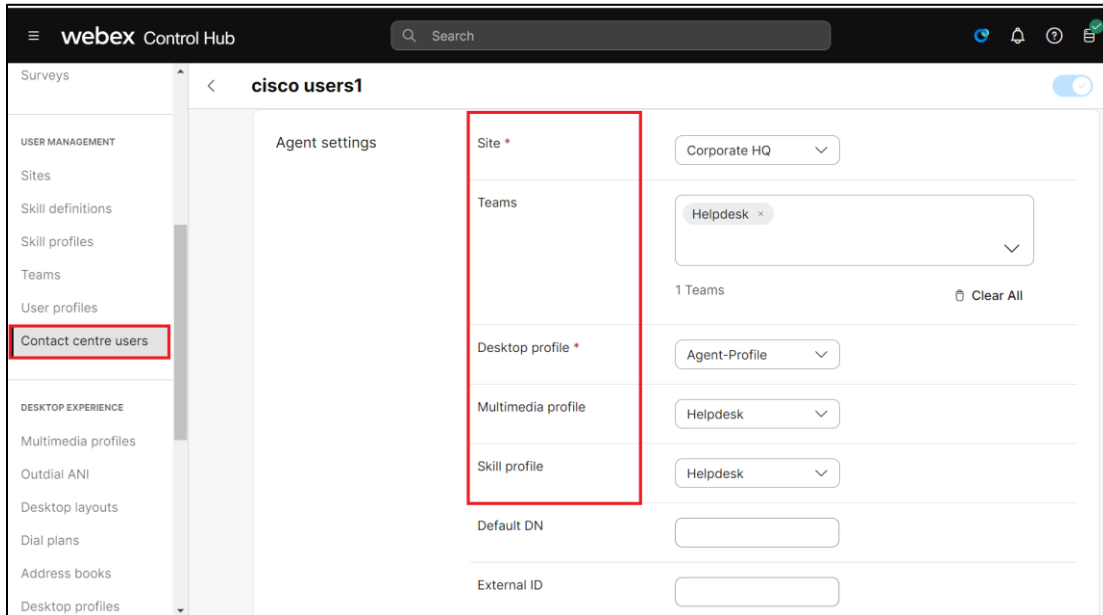 webex Control Hub
Search
Surveys
USER MANAGEMENT
Sites
Skill definitions
Skill profiles
Teams
User profiles
Contact centre users
DESKTOP EXPERIENCE
Multimedia profiles
Outdial ANI
Desktop layouts
Dial plans
Address books
Desktop profiles
cisco users1
Agent settings
Site *
Corporate HQ
Teams
Helpdesk ×
1 Teams
Clear All
Desktop profile *
Agent-Profile
Multimedia profile
Helpdesk
Skill profile
Helpdesk
Default DN
External ID